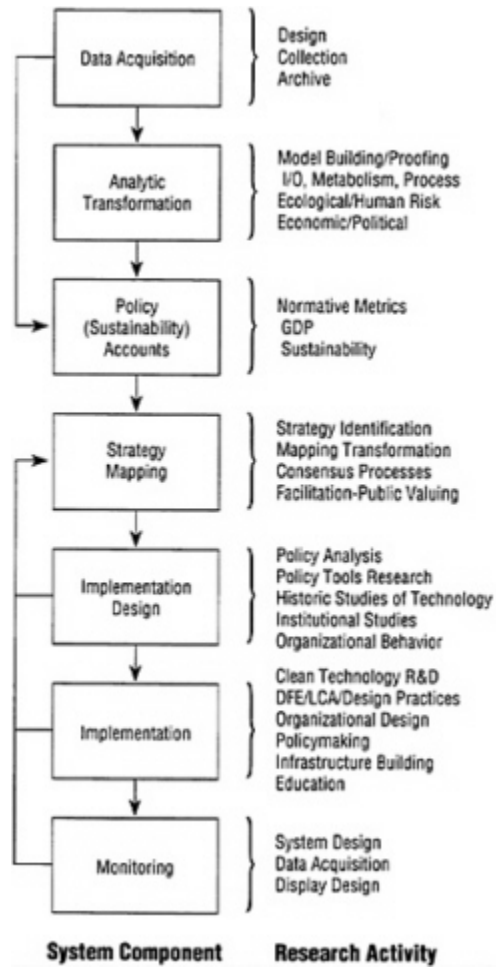 Data Acquisition
Design
Collection
Archive
Analytic
Transformation
Model Building/Proofing
I/O, Metabolism, Process
Ecological/Human Risk
Economic/Political
Policy
(Sustainability)
Accounts
Normative Metrics
GDP
Sustainability
Strategy
Mapping
Strategy Identification
Mapping Transformation
Consensus Processes
Facilitation-Public Valuing
Implementation
Design
Policy Analysis
Policy Tools Research
Historic Studies of Technology
Institutional Studies
Organizational Behavior
Implementation
Clean Technology R&D
DFE/LCA/Design Practices
Organizational Design
Policymaking
Infrastructure Building
Education
Monitoring
System Design
Data Acquisition
Display Design
System Component
Research Activity